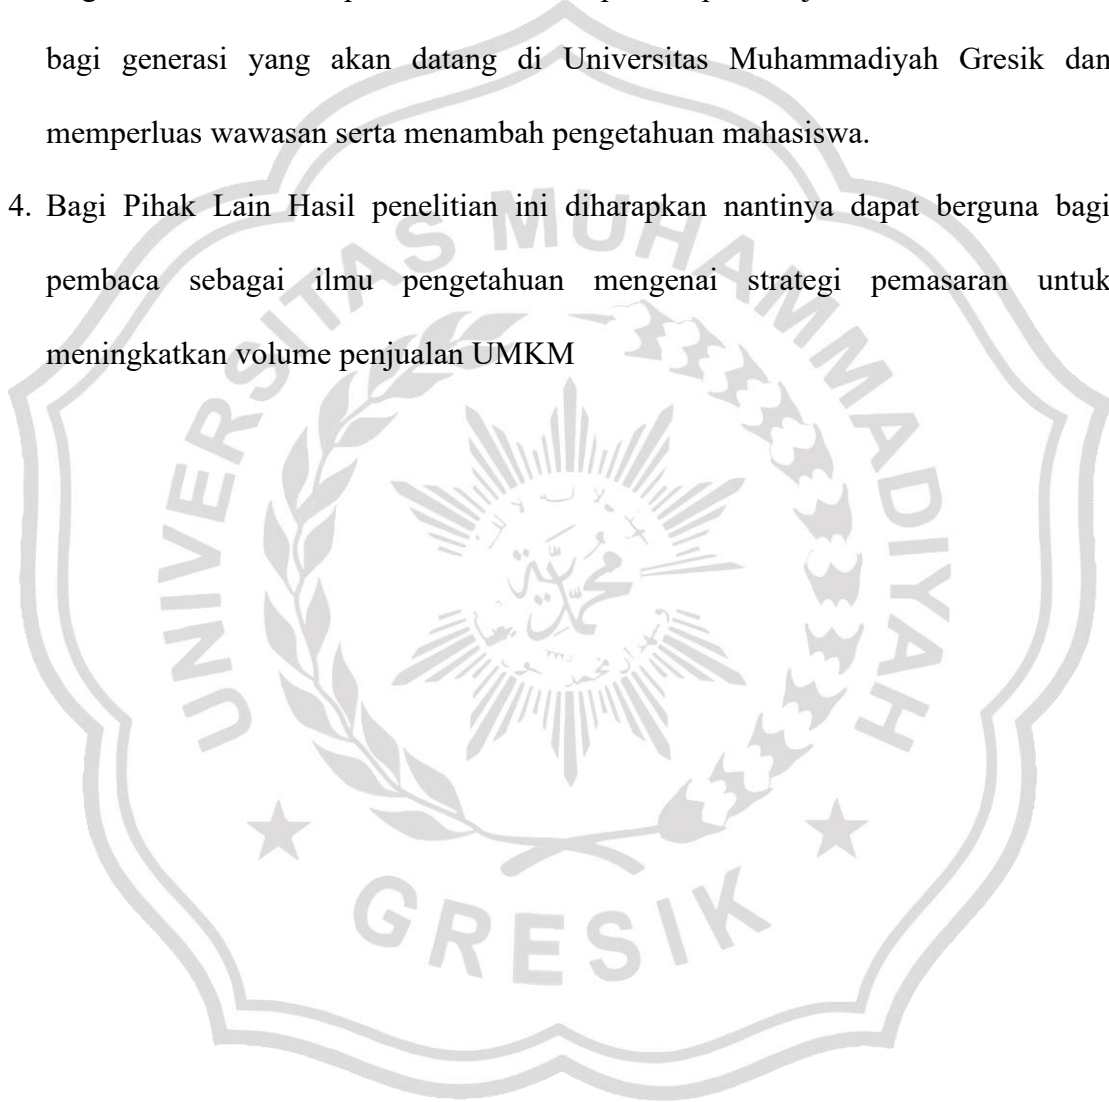 bagi generasi yang akan datang di Universitas Muhammadiyah Gresik dan
memperluas wawasan serta menambah pengetahuan mahasiswa.
4. Bagi Pihak Lain Hasil penelitian ini diharapkan nantinya dapat berguna bagi
pembaca sebagai ilmu pengetahuan mengenai strategi pemasaran untuk
meningkatkan volume penjualan UMKM
UNIVERSITAS MUHAMMADIYAH
محمدية
GRESIK